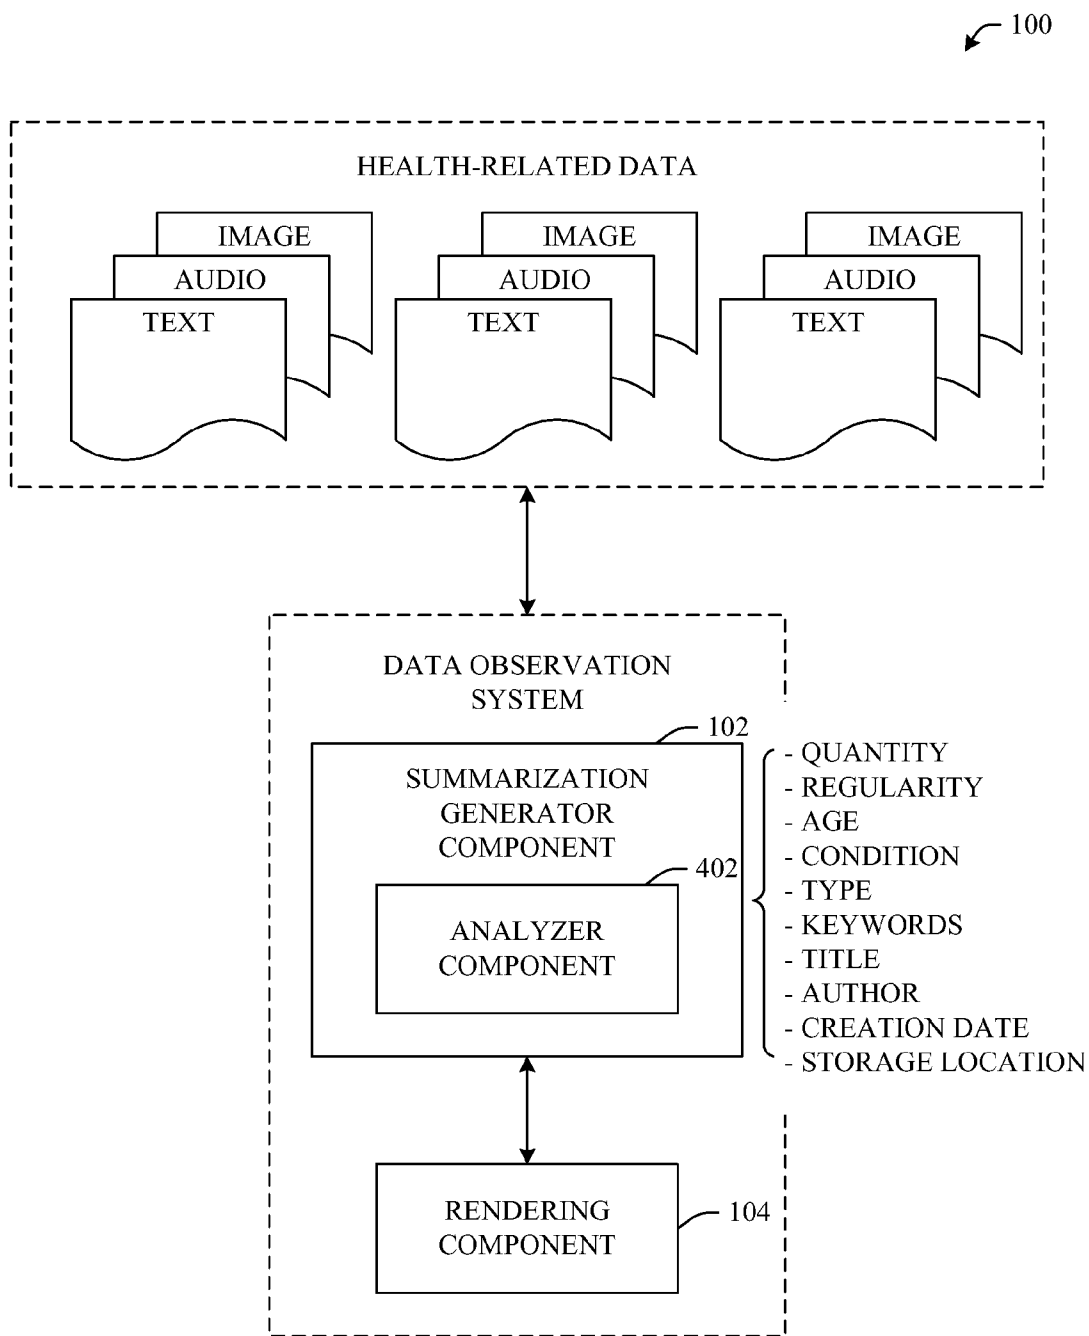 100
HEALTH-RELATED DATA
IMAGE
AUDIO
TEXT
IMAGE
AUDIO
TEXT
IMAGE
AUDIO
TEXT
DATA OBSERVATION
SYSTEM
102
SUMMARIZATION
GENERATOR
COMPONENT
402
ANALYZER
COMPONENT
- QUANTITY
- REGULARITY
- AGE
- CONDITION
- TYPE
- KEYWORDS
- TITLE
- AUTHOR
- CREATION DATE
- STORAGE LOCATION
RENDERING
COMPONENT
104